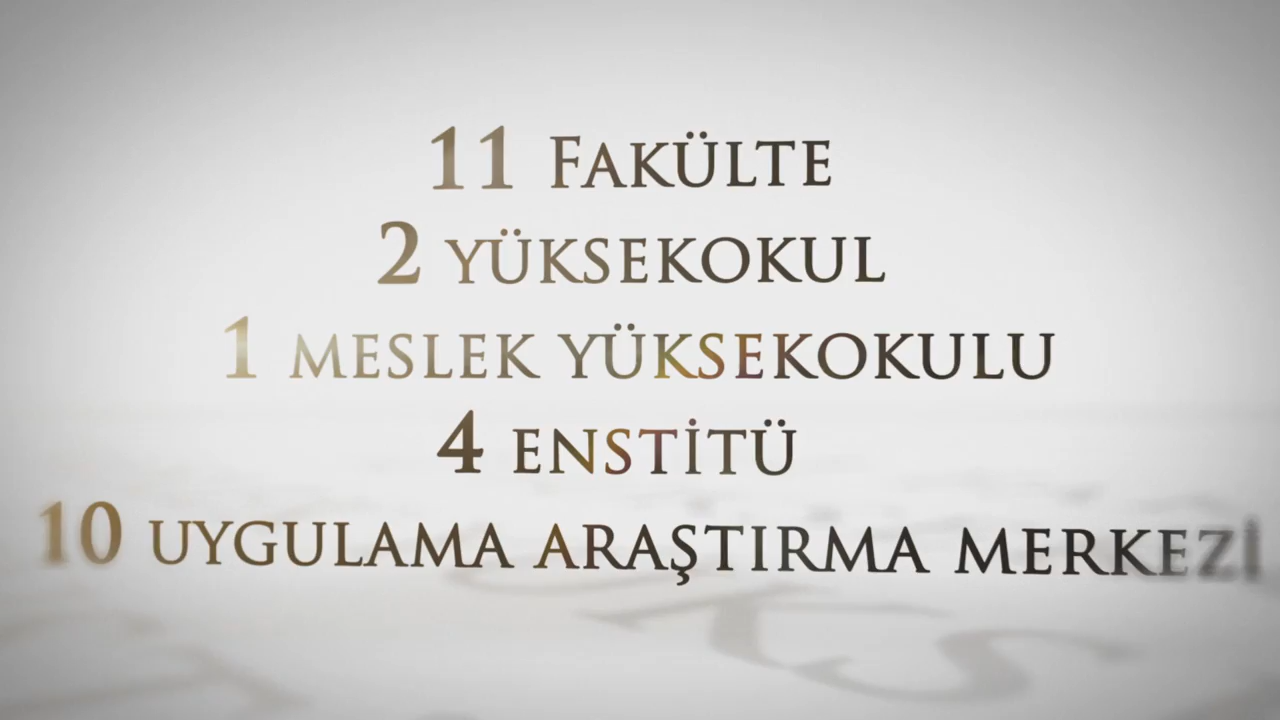 11 FAKÜLTE
2 YÜKSEKOKUL
1 MESLEK YÜKSEKOKULU
4 ENSTİTÜ
10 UYGULAMA ARAŞTIRMA MERKEZİ